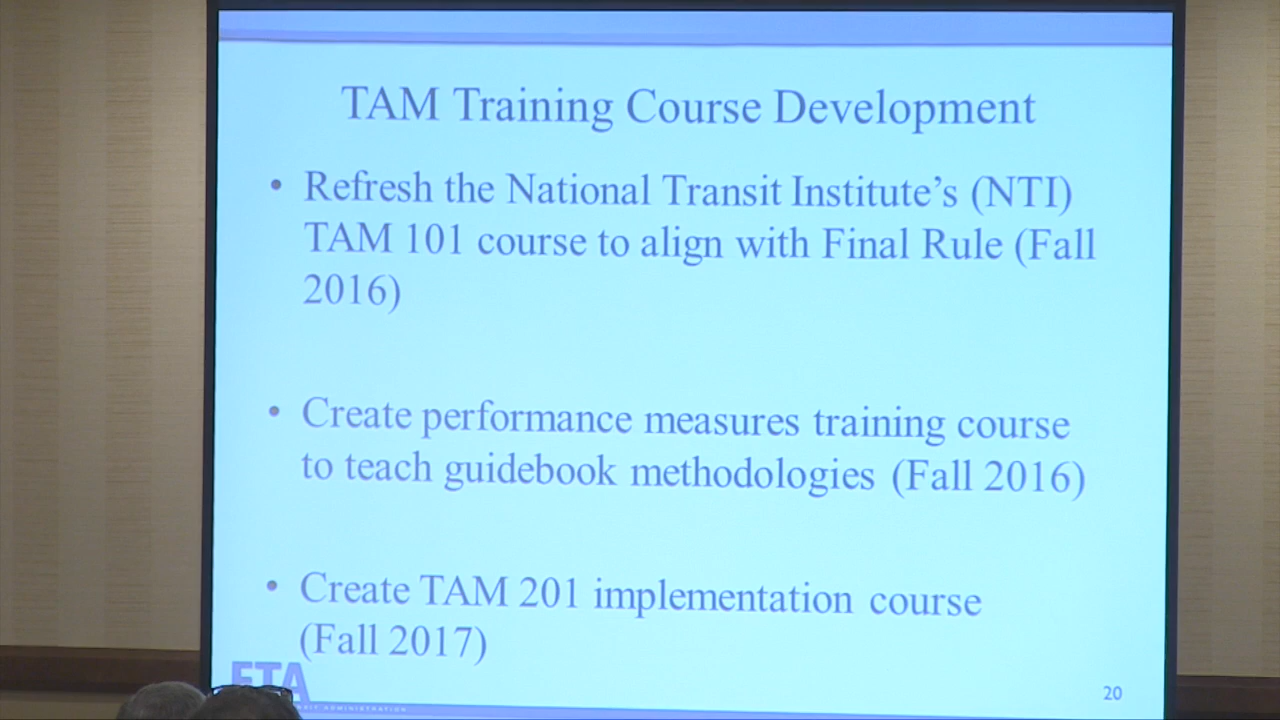 TAM Training Course Development
• Refresh the National Transit Institute’s (NTI)
TAM 101 course to align with Final Rule (Fall
2016)
• Create performance measures training course
to teach guidebook methodologies (Fall 2016)
• Create TAM 201 implementation course
(Fall 2017)
FTA
ADMINISTRATION
20